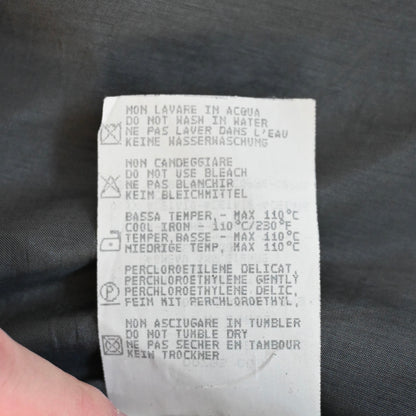 NON LAVARE IN ACQUA
DO NOT WASH IN WATER
NE PAS LAVER DANS L'EAU
KEINE WASSERWASCHUNG
NON CANDEGGIARE
DO NOT USE BLEACH
NE PAS BLANCHIR
KEIM BLEICHMITTEL
BASSA TEMPER,- MAX 110°C
COOL IRON - 110°C/230°F
TEMPER,BASSE - MAX 110°C
NIEDRIGE TEMP, MAX 110°C
PERCLOROETILENE DELICAT,
PERCHLOROETHYLENE GENTLY
PERCHLOROETHYLENE DELIC,
FEIN MIT PERCHLOROETHYL,
NON ASCIUGARE IN TUMBLER
DO NOT TUMBLE DRY
NE PAS SECHER EN TAMBOUR
KEIN TROCKNER